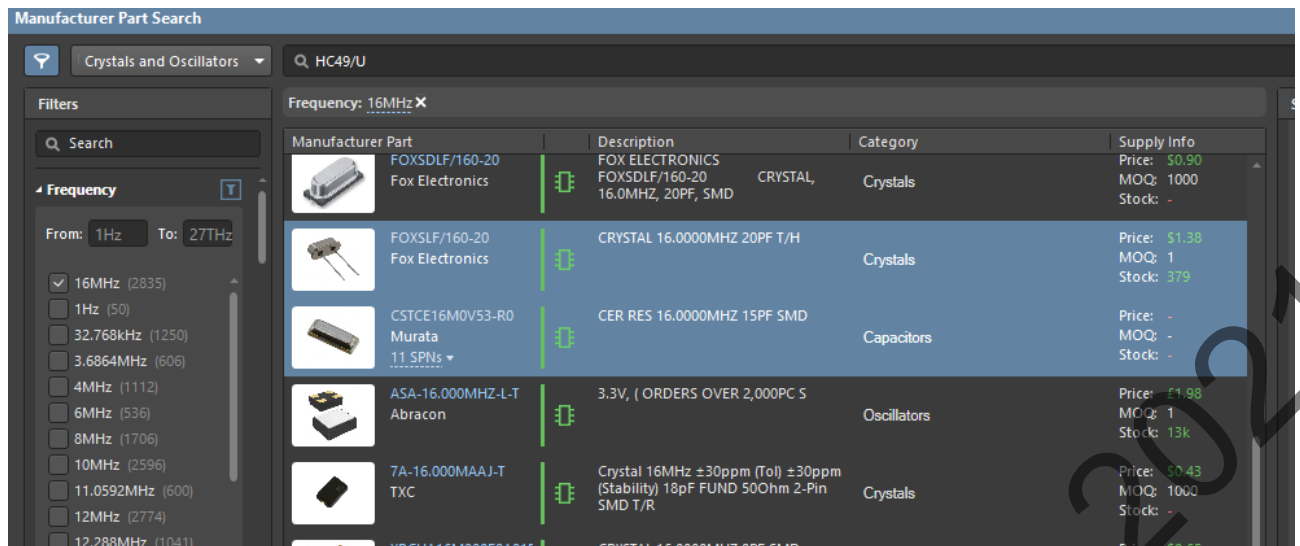 Manufacturer Part Search
Crystals and Oscillators
HC49/U
Filters
Frequency: 16MHz
Search
Manufacturer Part Description Category Supply Info
Frequency
From: 1Hz To: 27THz
16MHz (2835)
1Hz (50)
32.768kHz (1250)
3.6864MHz (606)
4MHz (1112)
6MHz (536)
8MHz (1706)
10MHz (2596)
11.0592MHz (600)
12MHz (2774)
12.288MHz (1041)
FOXSDLF/160-20
Fox Electronics
FOX ELECTRONICS
FOXSDLF/160-20 CRYSTAL,
16.0MHZ, 20PF, SMD
Crystals
Price: $0.90
MOQ: 1000
Stock: -
FOXSLF/160-20
Fox Electronics
CRYSTAL 16.0000MHZ 20PF T/H
Crystals
Price: $1.38
MOQ: 1
Stock: 379
CSTCE16M0V53-R0
Murata
11 SPNs
CER RES 16.0000MHZ 15PF SMD
Capacitors
Price: -
MOQ: -
Stock: -
ASA-16.000MHZ-L-T
Abracon
3.3V, ( ORDERS OVER 2,000PC S
Oscillators
Price: £1.98
MOQ: 1
Stock: 13k
7A-16.000MAAJ-T
TXC
Crystal 16MHz ±30ppm (Tol) ±30ppm
(Stability) 18pF FUND 50Ohm 2-Pin
SMD T/R
Crystals
Price: $0.43
MOQ: 1000
Stock: -
2021